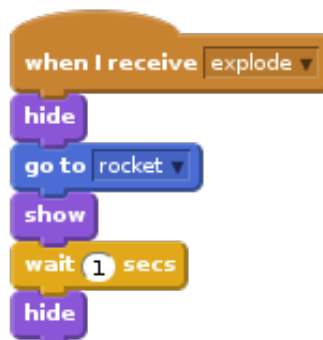 when I receive explode
hide
go to rocket
show
wait 1 secs
hide